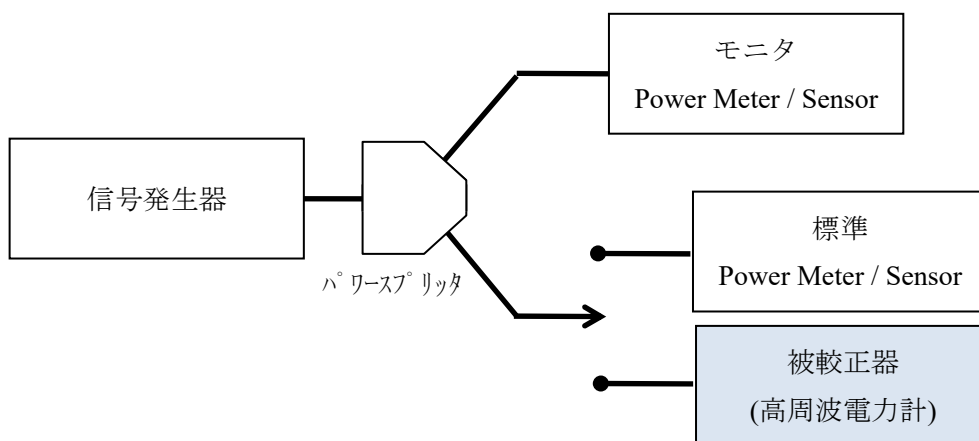 モニタ
Power Meter / Sensor
信号発生器
標準
Power Meter / Sensor
パワースプリッタ
被較正器
(高周波電力計)